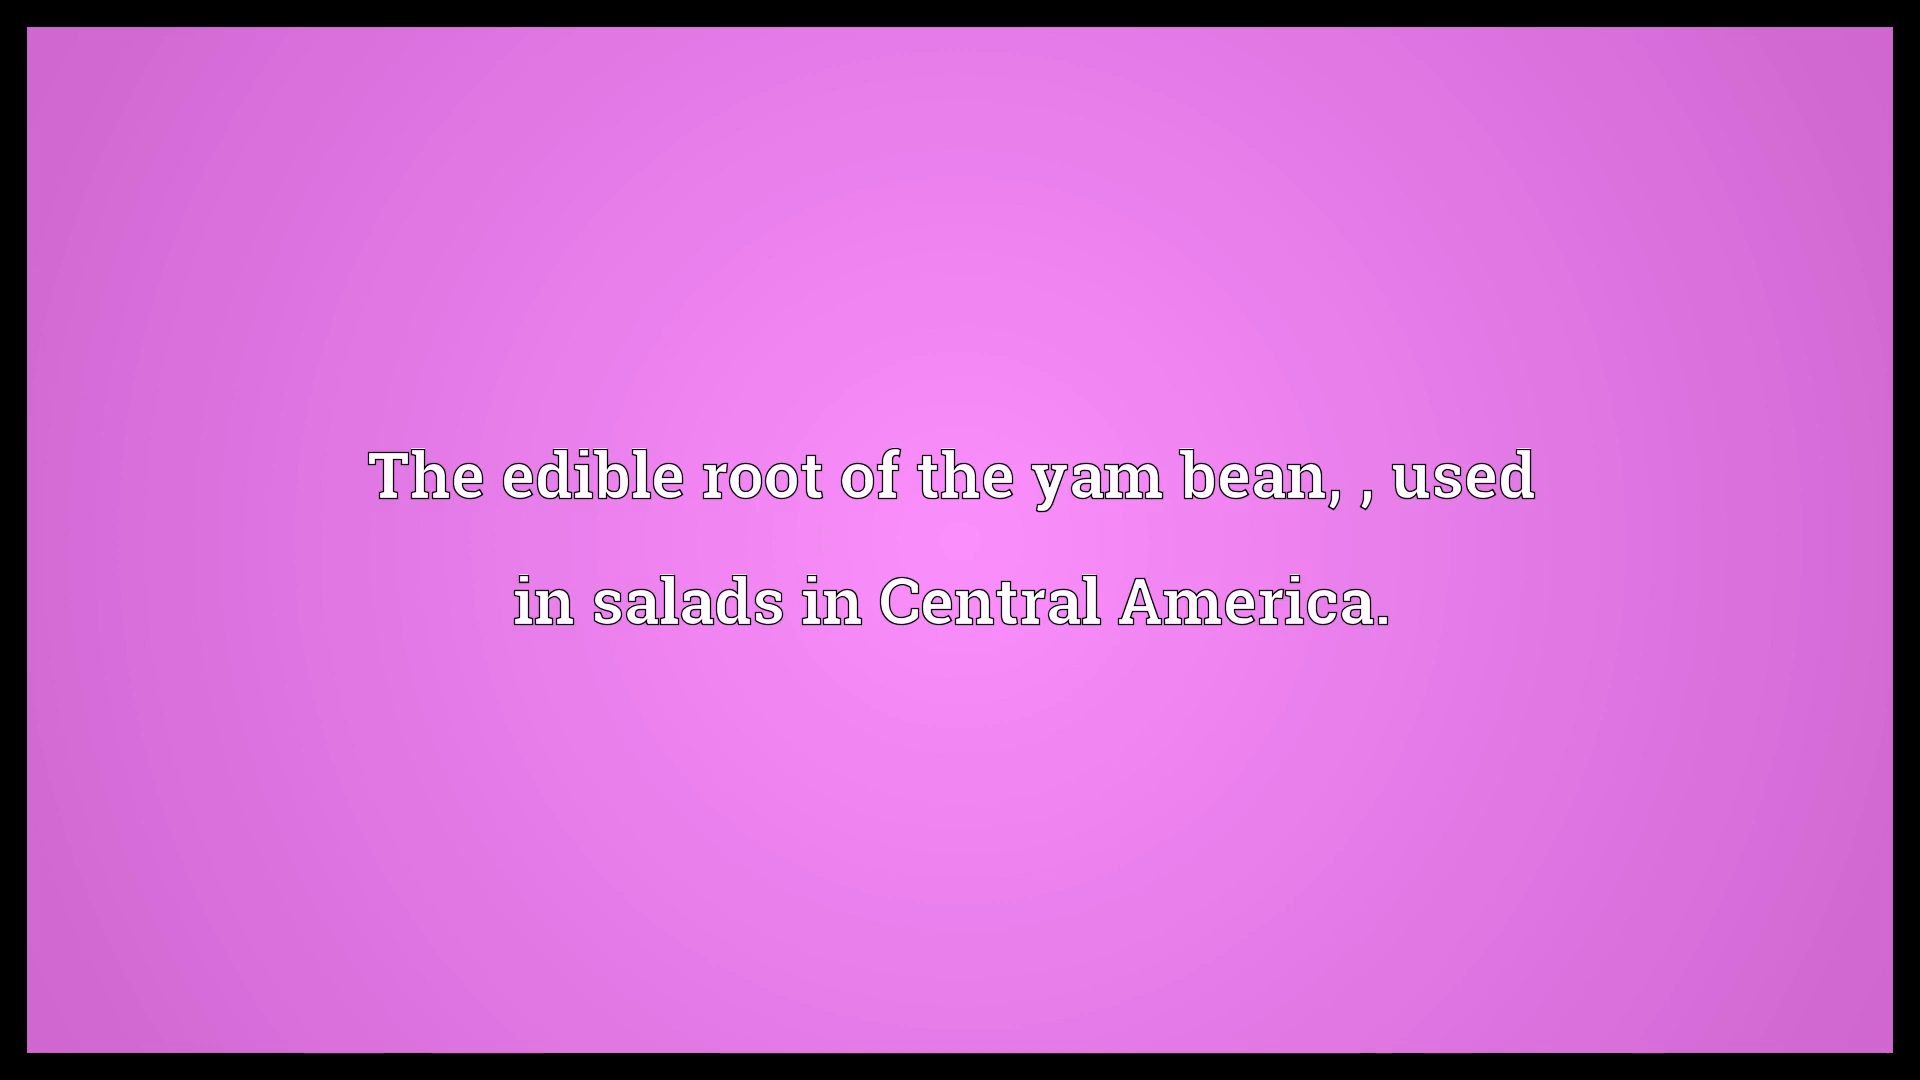 The edible root of the yam bean, , used
in salads in Central America.